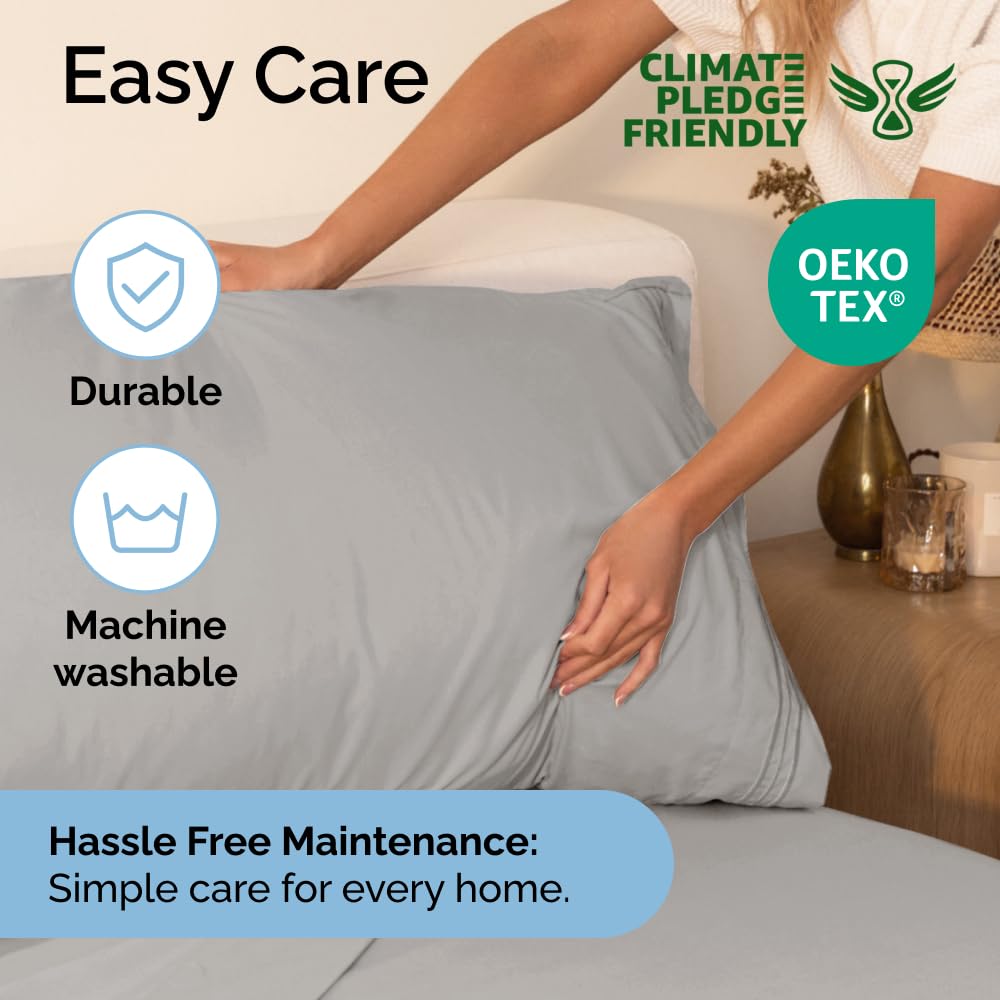 Easy Care
CLIMATE
PLEDGE
FRIENDLY
OEKO
TEX®
Durable
Machine
washable
Hassle Free Maintenance:
Simple care for every home.